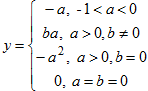 y = { -a, -1 < a < 0
ba, a > 0, b ≠ 0
-a², a > 0, b = 0
0, a = b = 0